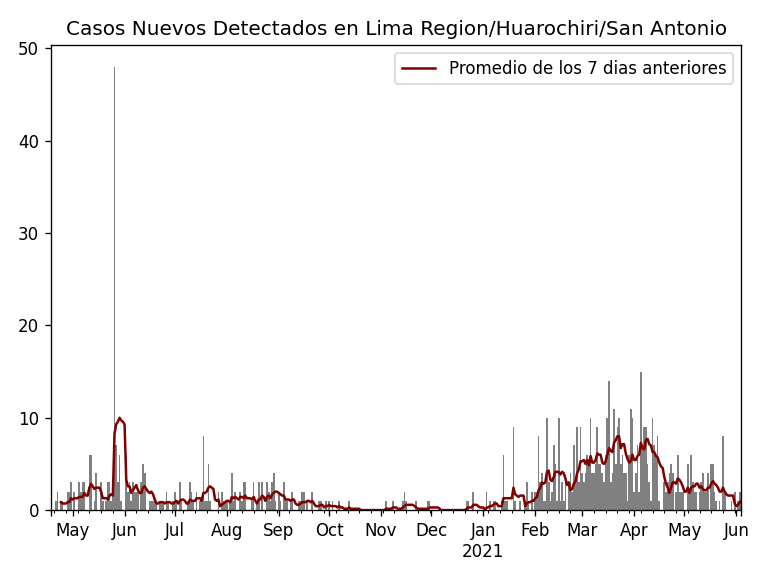 Casos Nuevos Detectados en Lima Region/Huarochiri/San Antonio
Promedio de los 7 dias anteriores
50
40
30
20
10
0
May Jun Jul Aug Sep Oct Nov Dec Jan Feb Mar Apr May Jun
2021